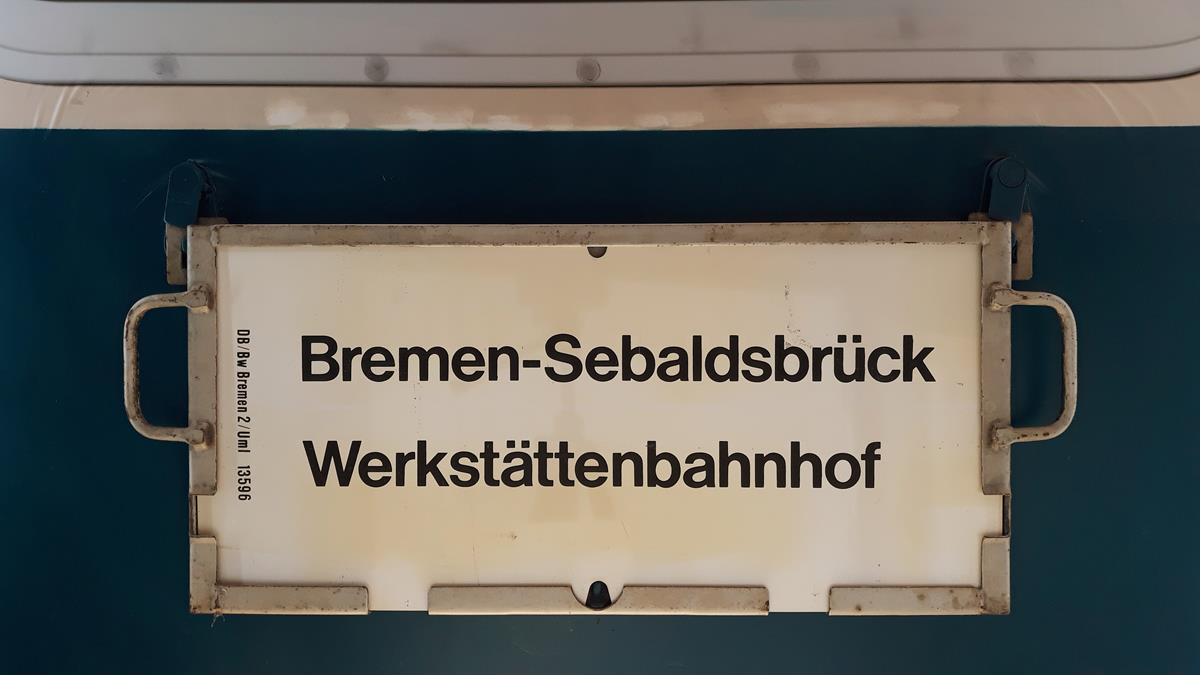 Bremen-Sebaldsbrück
Werkstättenbahnhof
DB/Bw Bremen 2/Uml 13596